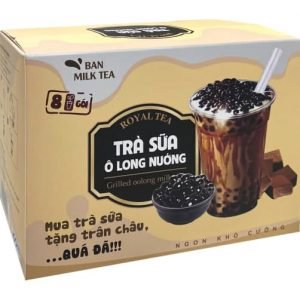 BAN
MILK TEA
8 GÓI
ROYAL TEA
TRÀ SỮA
Ô LONG NƯỚNG
Grilled oolong milk
Mua trà sữa
tặng trân châu,
...QUÁ ĐÃ!!!
NGON KHÓ CƯỠNG